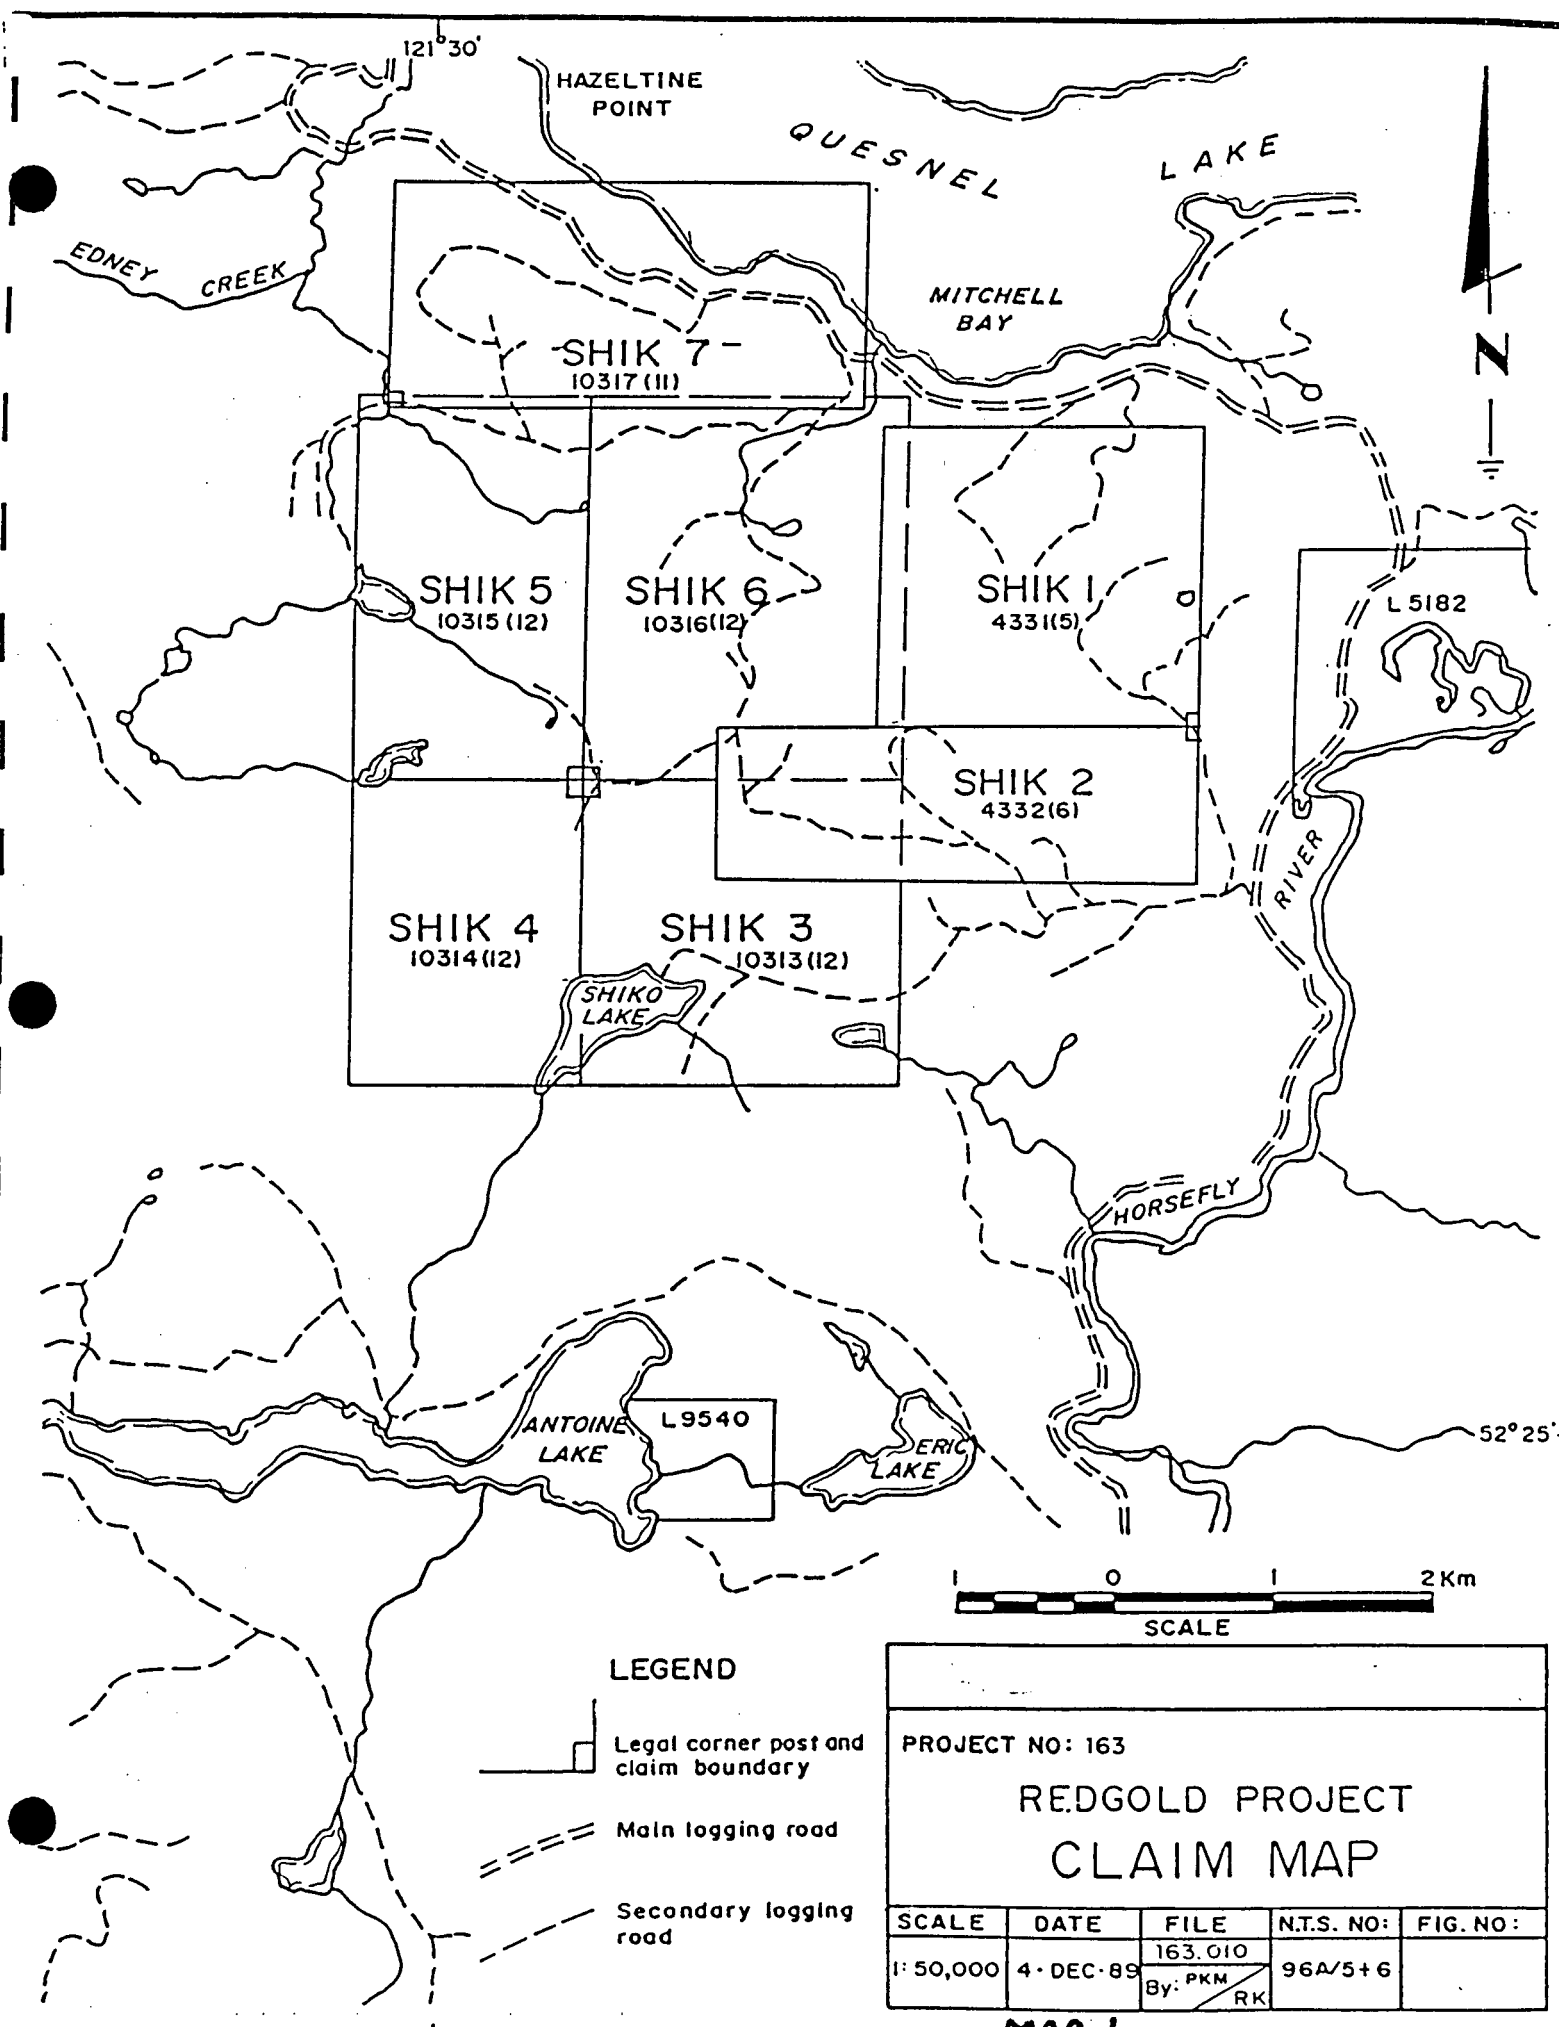 121°30'
HAZELTINE
POINT
QUESNEL LAKE
EDNEY CREEK
MITCHELL
BAY
N
SHIK 7
10317(11)
SHIK 5
10315(12)
SHIK 6
10316(12)
SHIK 1
4331(5)
L 5182
SHIK 2
4332(6)
RIVER
SHIK 4
10314(12)
SHIK 3
10313(12)
SHIKO
LAKE
HORSEFLY
ANTOINE
LAKE
L9540
ERIC
LAKE
52°25'
1 0 1 2 Km
SCALE
LEGEND
Legal corner post and
claim boundary
Main logging road
Secondary logging
road
PROJECT NO: 163
REDGOLD PROJECT
CLAIM MAP
SCALE DATE FILE N.T.S. NO: FIG. NO:
1:50,000 4·DEC·89 163.010 96A/5+6
By: PKM / RK
MAP 1